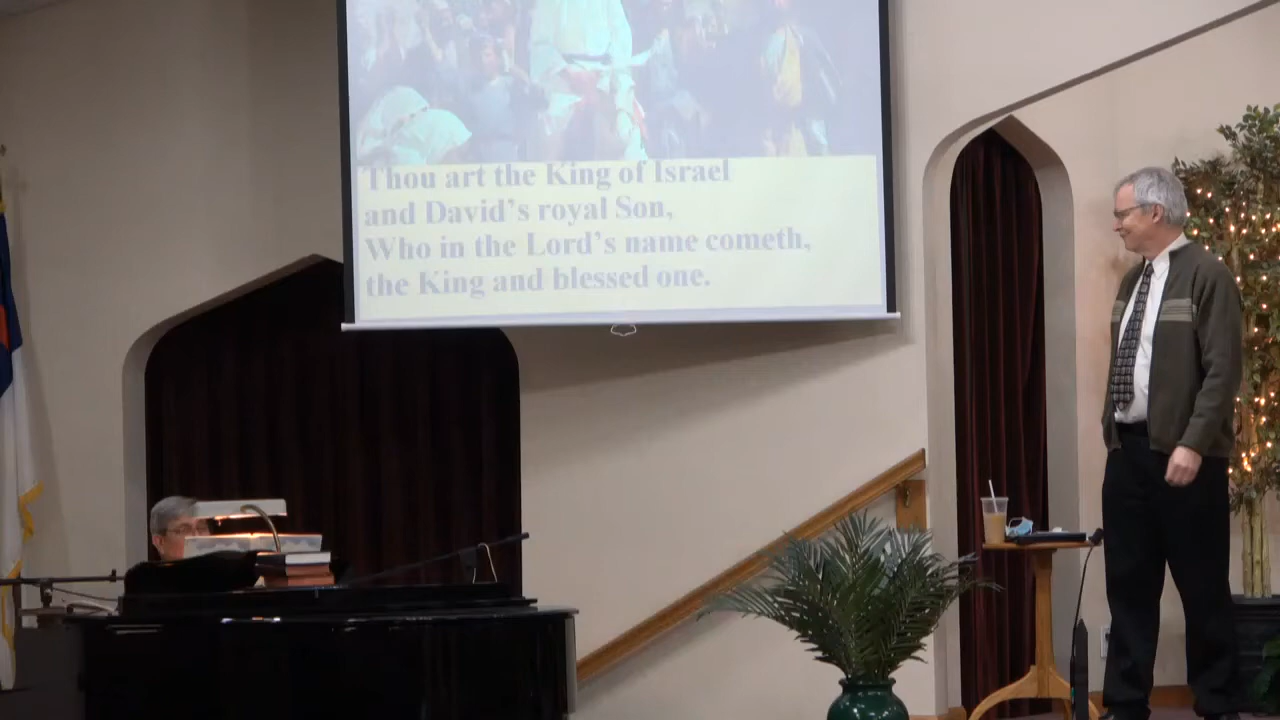 Thou art the King of Israel
and David's royal Son,
Who in the Lord's name cometh,
the King and blessed one.